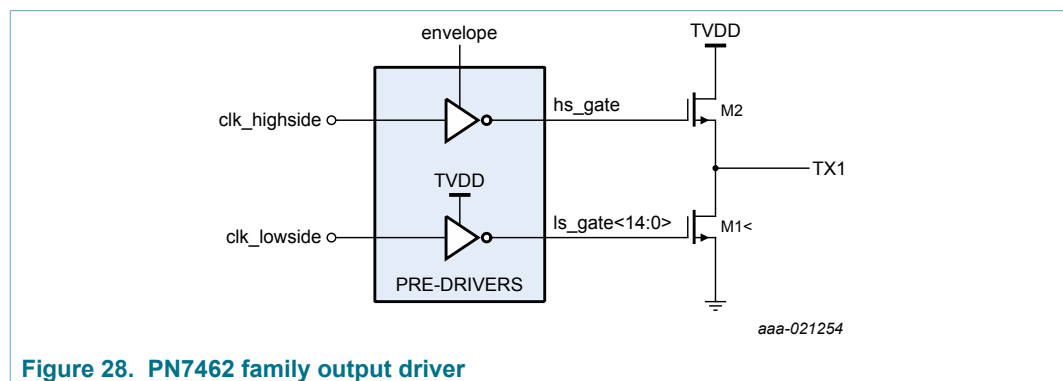 envelope
TVDD
clk_highside
hs_gate
M2
TX1
TVDD
clk_lowside
ls_gate<14:0>
M1<
PRE-DRIVERS
aaa-021254
Figure 28. PN7462 family output driver